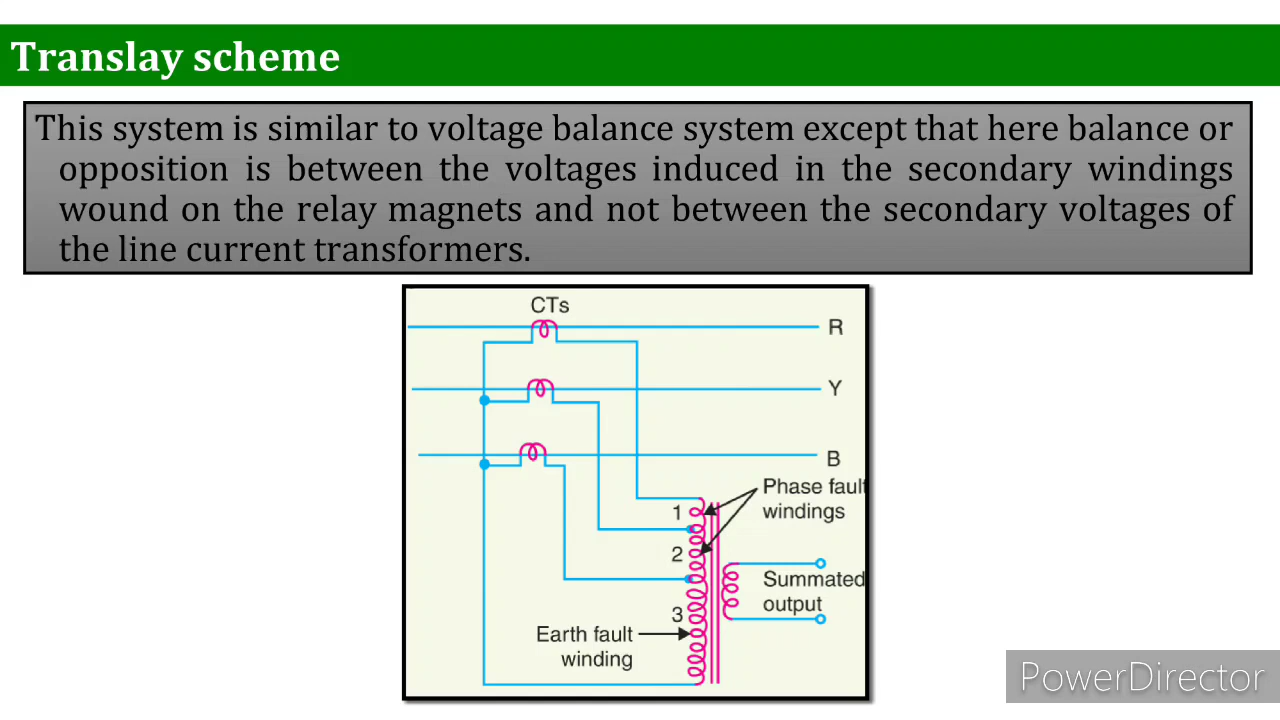 Translay scheme
This system is similar to voltage balance system except that here balance or
opposition is between the voltages induced in the secondary windings
wound on the relay magnets and not between the secondary voltages of
the line current transformers.
CTs
R
Y
B
Phase fault
windings
1
2
Summated
output
3
Earth fault
winding
PowerDirector